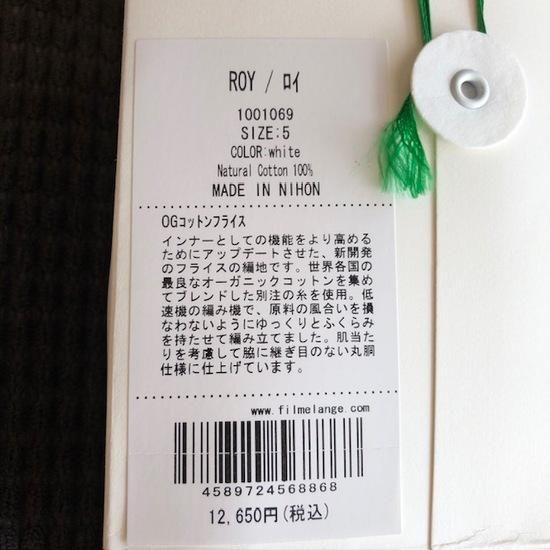 ROY / ﾛｲ
1001069
SIZE:5
COLOR:white
Natural Cotton 100%
MADE IN NIHON
OGｺｯﾄﾝﾌﾗｲｽ
インナーとしての機能をより高める
ためにアップデートさせた、新開発
のフライスの編地です。世界各国の
最良なオーガニックコットンを集め
てブレンドした別注の糸を使用。低
速機の編み機で、原料の風合いを損
なわないようにゆっくりとふくらみ
を持たせて編み立てました。肌当た
りを考慮して脇に継ぎ目のない丸胴
仕様に仕上げています。
www.filmelange.com
4589724568868
12,650円(税込)